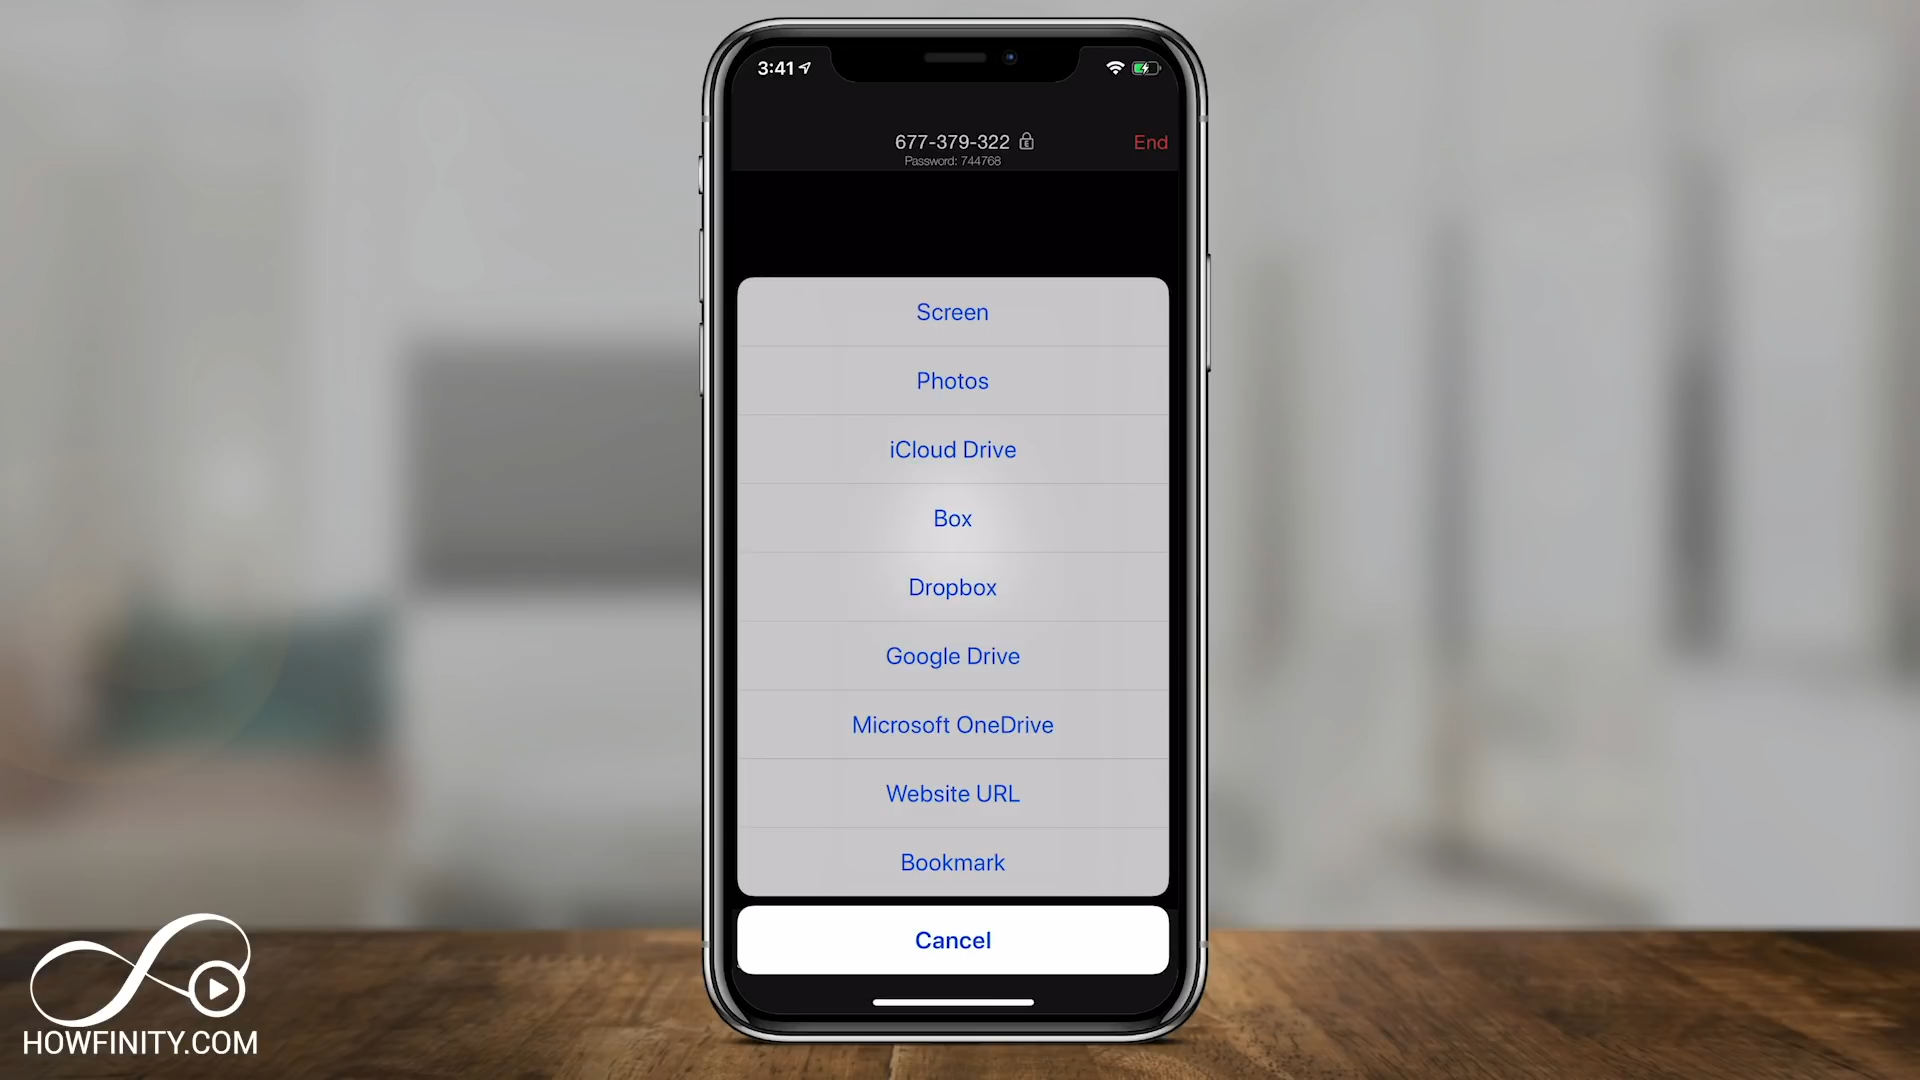 3:41
677-379-322
End
Password: 744768
Screen
Photos
iCloud Drive
Box
Dropbox
Google Drive
Microsoft OneDrive
Website URL
Bookmark
Cancel
HOWFINITY.COM